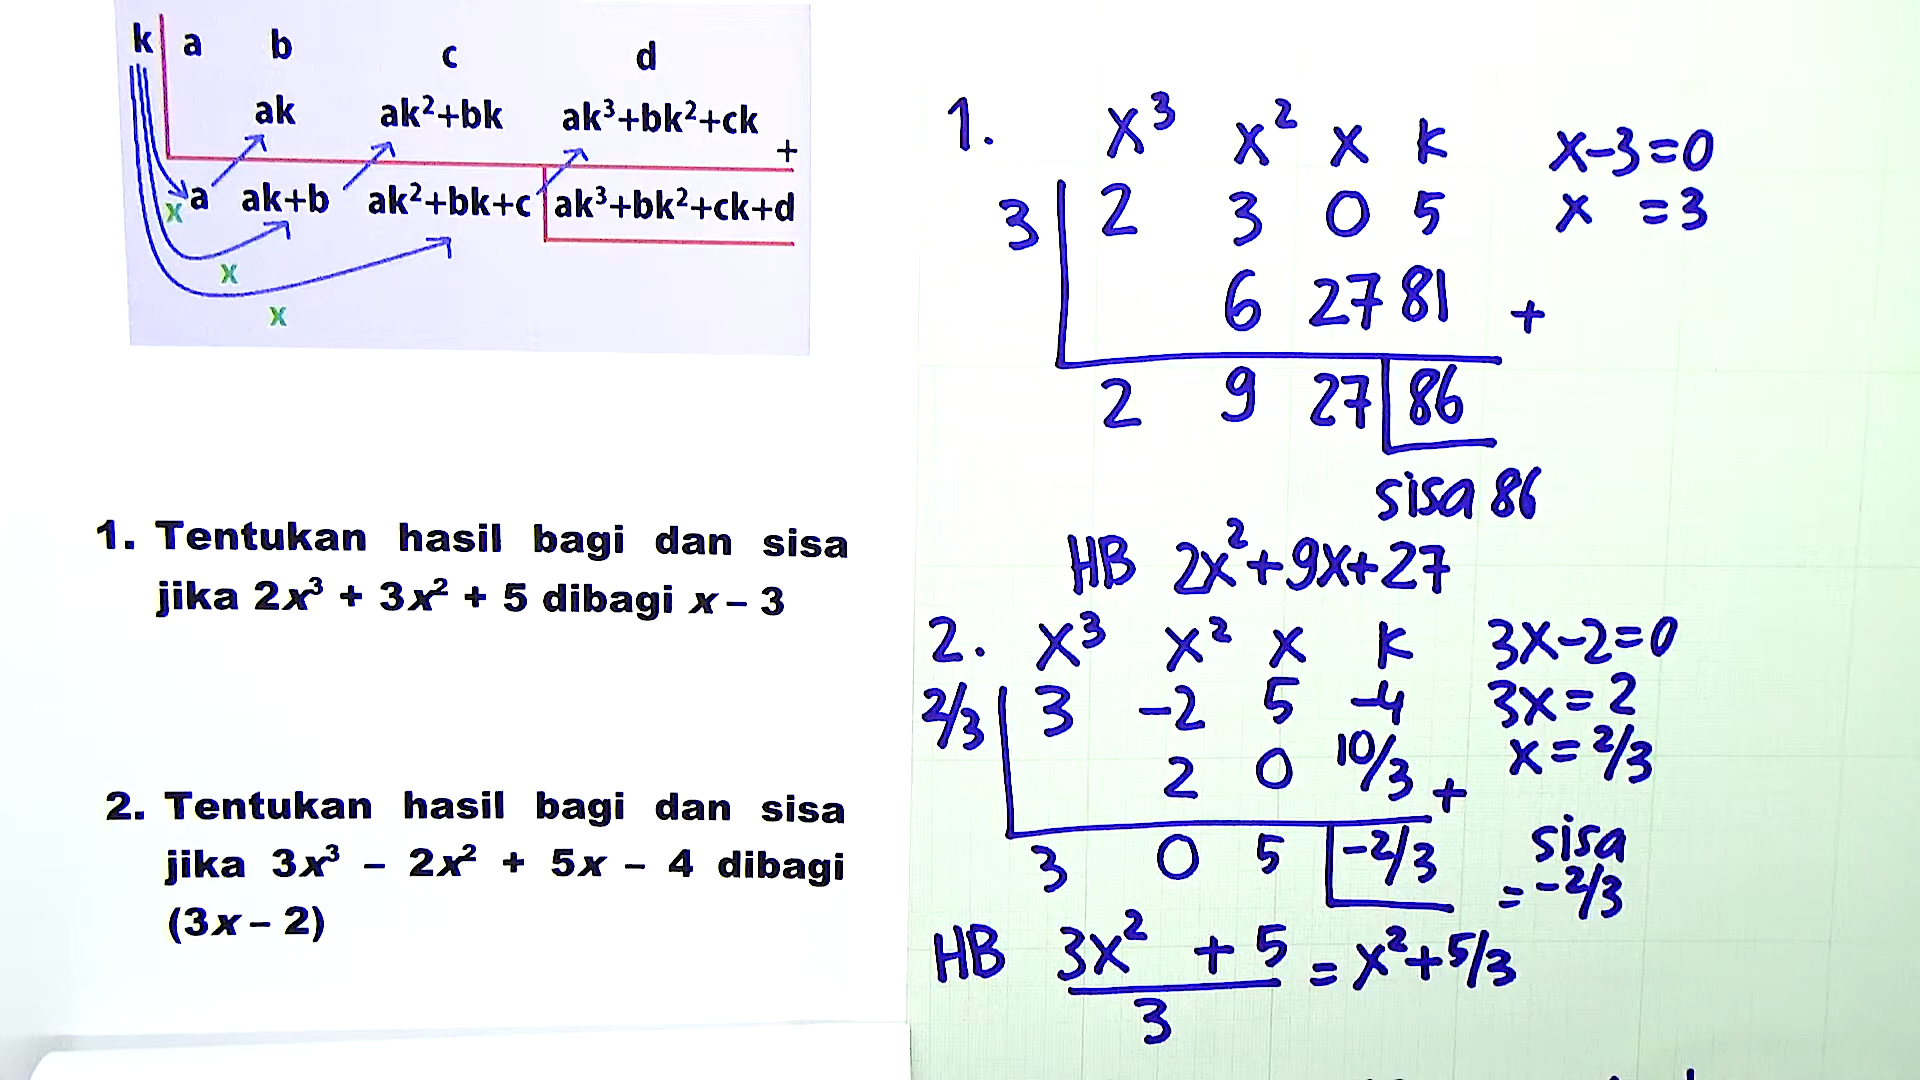 k a b c d
ak ak²+bk ak³+bk²+ck +
a ak+b ak²+bk+c ak³+bk²+ck+d
x
x
x
1. Tentukan hasil bagi dan sisa
jika 2x³ + 3x² + 5 dibagi x – 3
2. Tentukan hasil bagi dan sisa
jika 3x³ – 2x² + 5x – 4 dibagi
(3x – 2)
1. x³ x² x k x-3=0
3 2 3 0 5 x =3
6 27 81 +
2 9 27 86
sisa 86
HB 2x²+9x+27
2. x³ x² x k 3x-2=0
2/3 3 -2 5 -4 3x=2
2 0 10/3 + x=2/3
3 0 5 -2/3 sisa
=-2/3
HB 3x² + 5 = x²+5/3
3